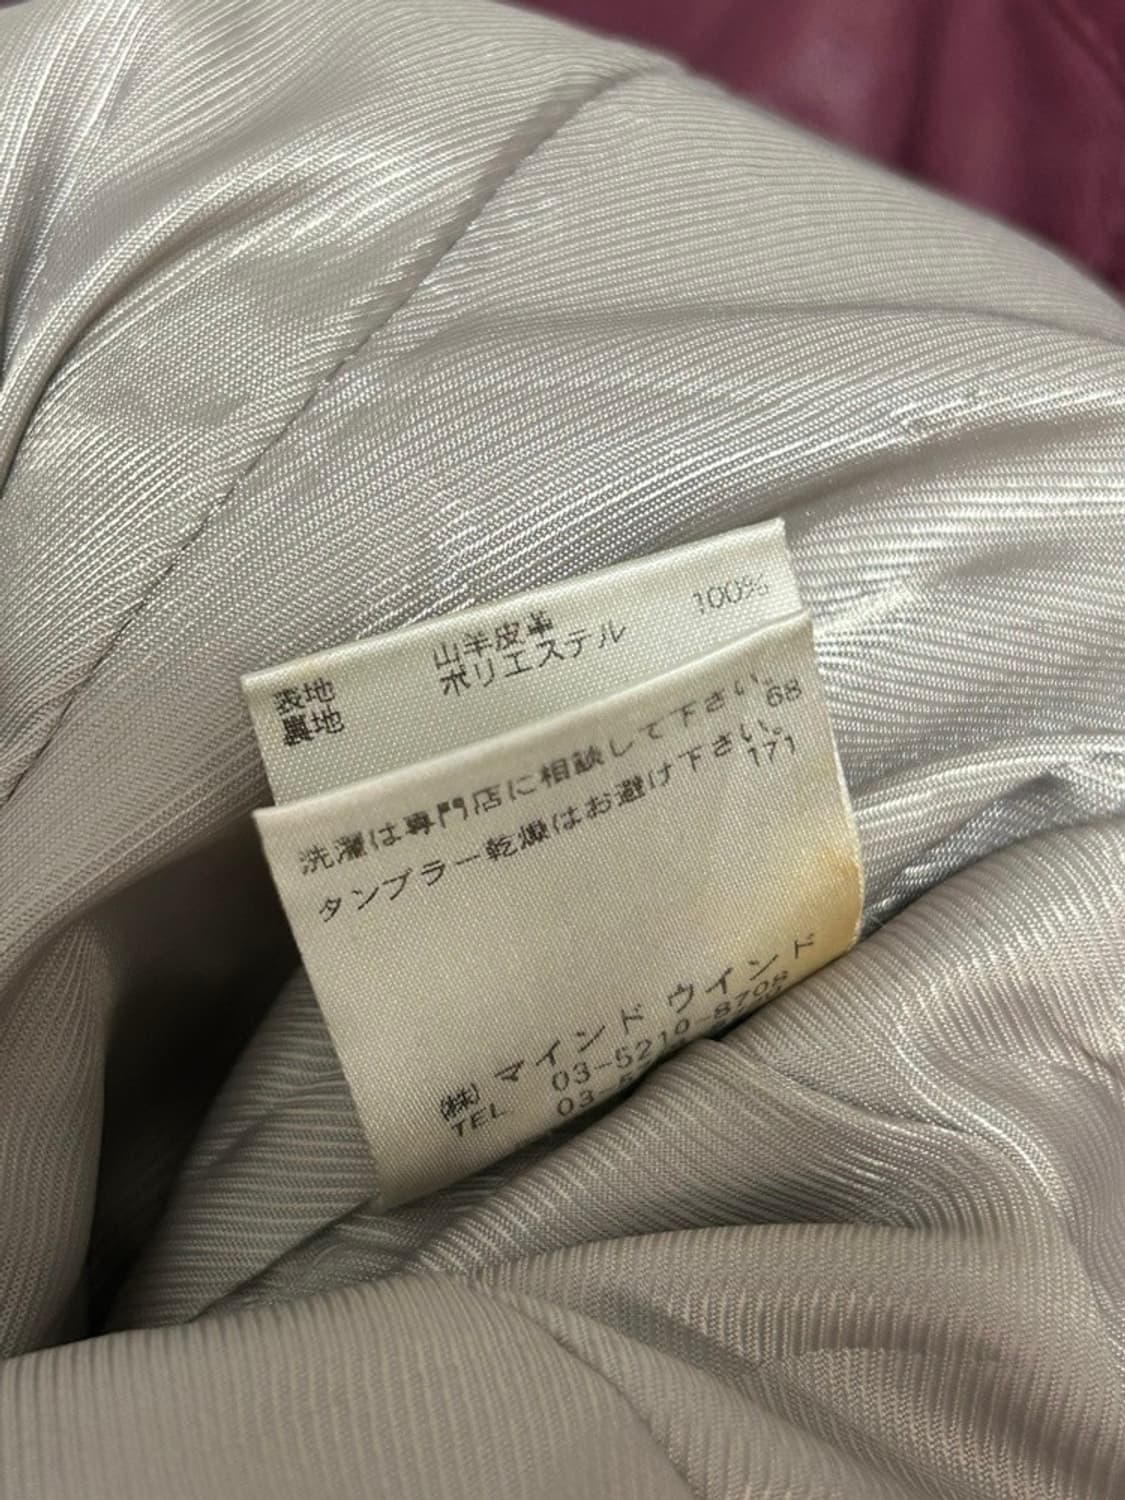 表地 山羊皮革
裏地 ポリエステル 100%
洗濯は専門店に相談して下さい。 68
タンブラー乾燥はお避け下さい。 171
(株) マインド ウインド
TEL 03-5210-8708
03-